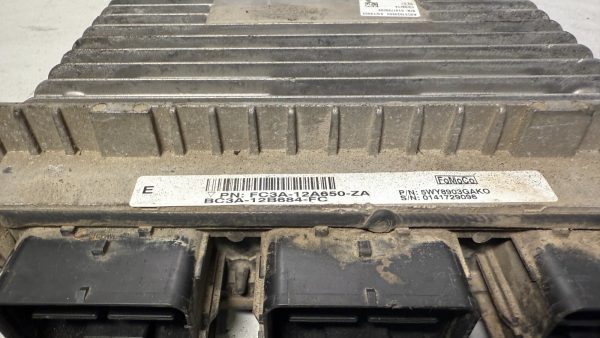 E
PN: FC3A-12A650-ZA
BC3A-12B684-FC
FoMoCo
P/N: 5WY8903GAKO
S/N: 0141729096